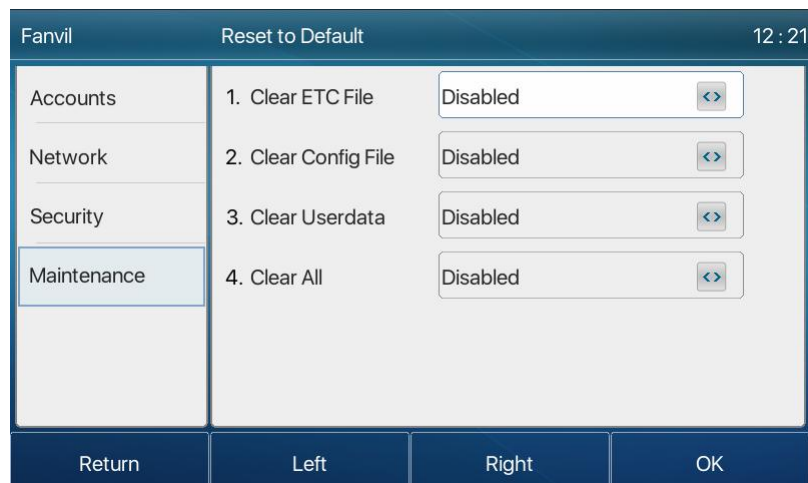 Fanvil Reset to Default 12 : 21
Accounts
Network
Security
Maintenance
1. Clear ETC File Disabled
2. Clear Config File Disabled
3. Clear Userdata Disabled
4. Clear All Disabled
Return Left Right OK